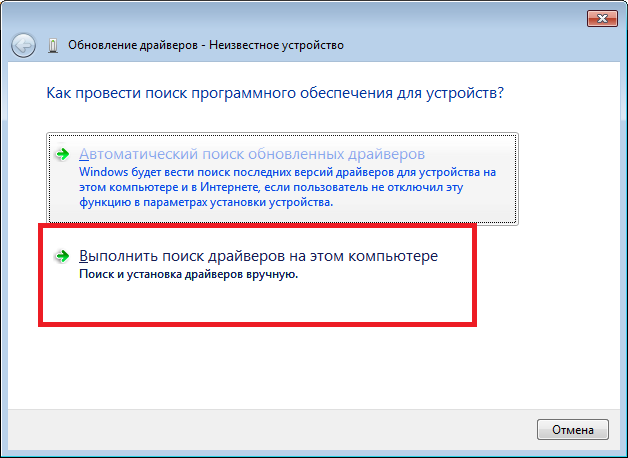 Обновление драйверов - Неизвестное устройство
Как провести поиск программного обеспечения для устройств?
Автоматический поиск обновленных драйверов
Windows будет вести поиск последних версий драйверов для устройства на
этом компьютере и в Интернете, если пользователь не отключил эту
функцию в параметрах установки устройства.
Выполнить поиск драйверов на этом компьютере
Поиск и установка драйверов вручную.
Отмена